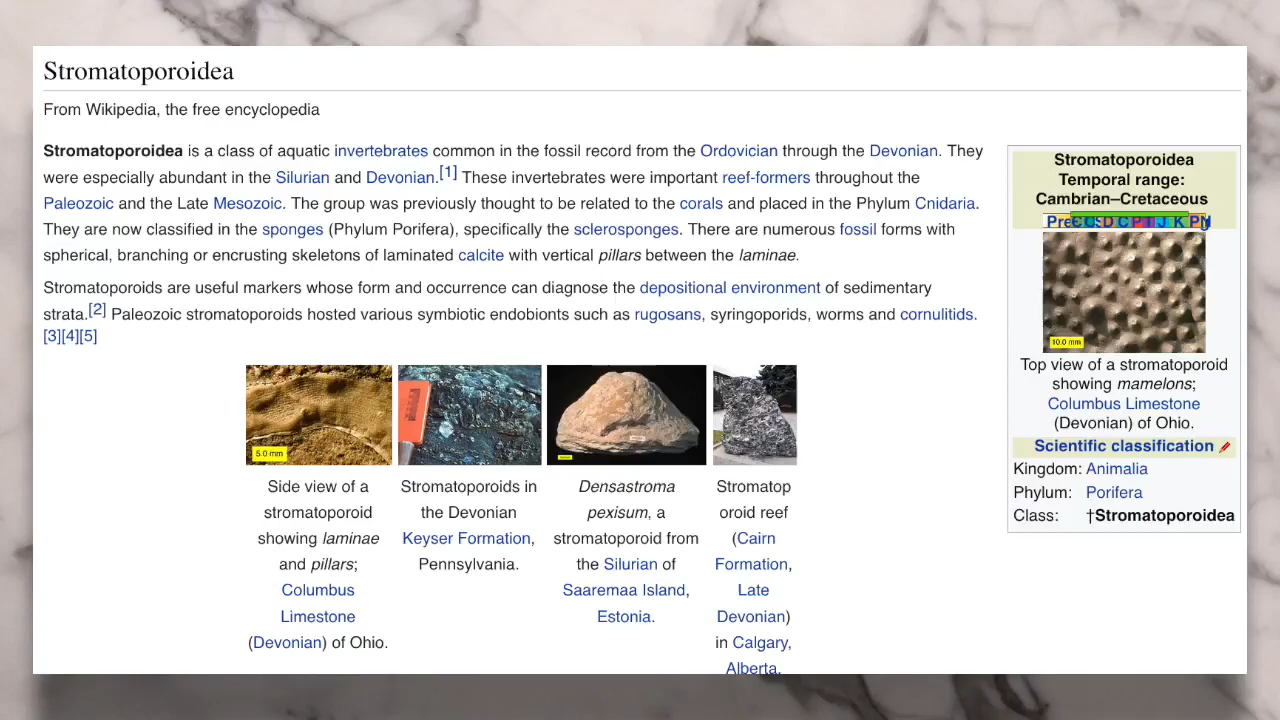 Stromatoporoidea
From Wikipedia, the free encyclopedia
Stromatoporoidea is a class of aquatic invertebrates common in the fossil record from the Ordovician through the Devonian. They
were especially abundant in the Silurian and Devonian.[1] These invertebrates were important reef-formers throughout the
Paleozoic and the Late Mesozoic. The group was previously thought to be related to the corals and placed in the Phylum Cnidaria.
They are now classified in the sponges (Phylum Porifera), specifically the sclerosponges. There are numerous fossil forms with
spherical, branching or encrusting skeletons of laminated calcite with vertical pillars between the laminae.
Stromatoporoids are useful markers whose form and occurrence can diagnose the depositional environment of sedimentary
strata.[2] Paleozoic stromatoporoids hosted various symbiotic endobionts such as rugosans, syringoporids, worms and cornulitids.
[3][4][5]
5.0 mm
Side view of a
stromatoporoid
showing laminae
and pillars;
Columbus
Limestone
(Devonian) of Ohio.
Stromatoporoids in
the Devonian
Keyser Formation,
Pennsylvania.
Densastroma
pexisum, a
stromatoporoid from
the Silurian of
Saaremaa Island,
Estonia.
Stromatop
oroid reef
(Cairn
Formation,
Late
Devonian)
in Calgary,
Alberta.
Stromatoporoidea
Temporal range:
Cambrian–Cretaceous
10.0 mm
Top view of a stromatoporoid
showing mamelons;
Columbus Limestone
(Devonian) of Ohio.
Scientific classification
Kingdom: Animalia
Phylum: Porifera
Class: †Stromatoporoidea